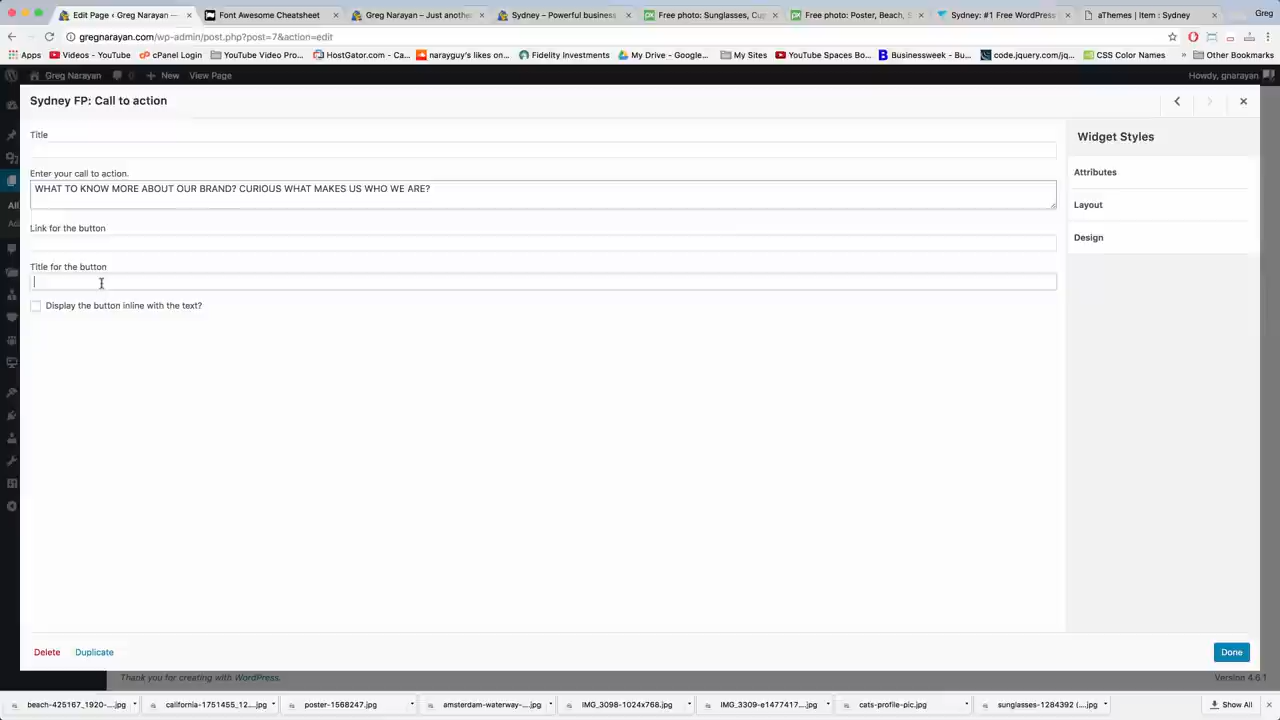 Edit Page ‹ Greg Narayan —
Font Awesome Cheatsheet
Greg Narayan – Just anothe
Sydney – Powerful business
Free photo: Sunglasses, Cup
Free photo: Poster, Beach, S
Sydney: #1 Free WordPress
aThemes | Item : Sydney
Greg
gregnarayan.com/wp-admin/post.php?post=7&action=edit
Apps
Videos - YouTube
cPanel Login
YouTube Video Pro...
HostGator.com - Ca...
narayguy's likes on...
Fidelity Investments
My Drive - Google...
My Sites
YouTube Spaces Bo...
Businessweek - Bu...
code.jquery.com/jq...
CSS Color Names
»
Other Bookmarks
Greg Narayan
0
New
View Page
Howdy, gnarayan
Sydney FP: Call to action
Title
Enter your call to action.
WHAT TO KNOW MORE ABOUT OUR BRAND? CURIOUS WHAT MAKES US WHO WE ARE?
Link for the button
Title for the button
Display the button inline with the text?
Widget Styles
Attributes
Layout
Design
All
Ad
Delete
Duplicate
Done
Thank you for creating with WordPress.
Version 4.6.1
beach-425167_1920-...jpg
california-1751455_12...jpg
poster-1568247.jpg
amsterdam-waterway-...jpg
IMG_3098-1024x768.jpg
IMG_3309-e1477417...jpg
cats-profile-pic.jpg
sunglasses-1284392 (...jpg
Show All